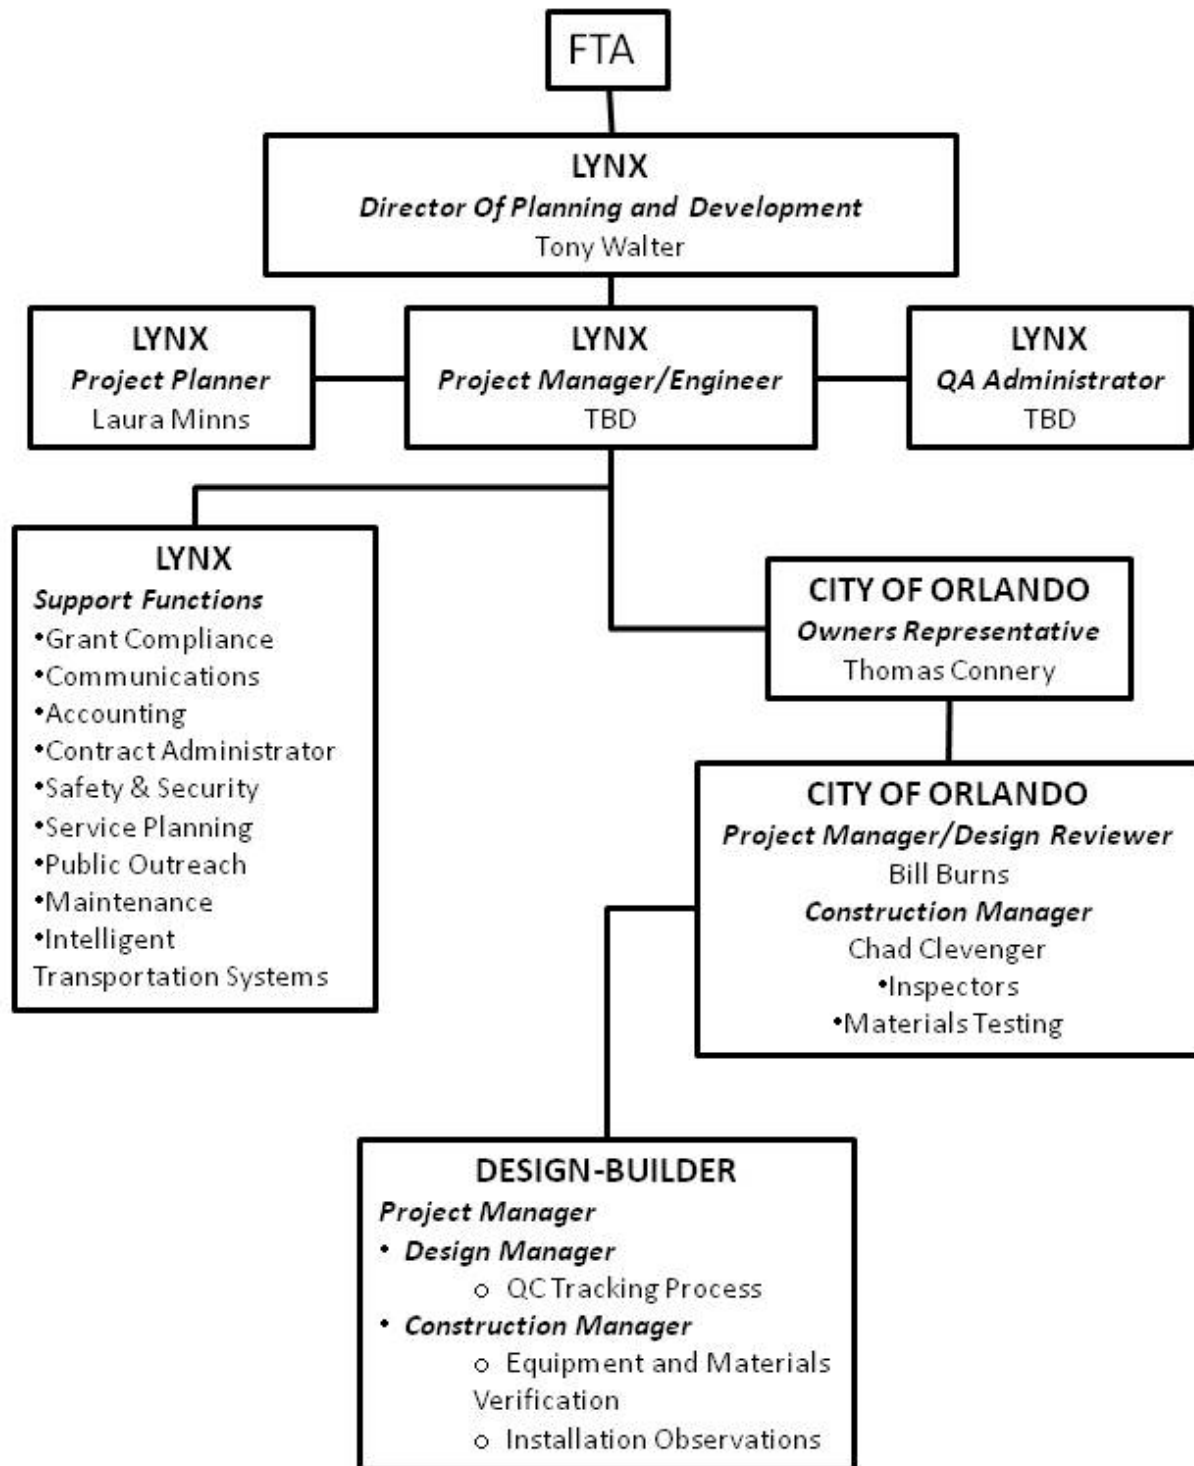 FTA
LYNX
Director Of Planning and Development
Tony Walter
LYNX
Project Planner
Laura Minns
LYNX
Project Manager/Engineer
TBD
LYNX
QA Administrator
TBD
LYNX
Support Functions
•Grant Compliance
•Communications
•Accounting
•Contract Administrator
•Safety & Security
•Service Planning
•Public Outreach
•Maintenance
•Intelligent
Transportation Systems
CITY OF ORLANDO
Owners Representative
Thomas Connery
CITY OF ORLANDO
Project Manager/Design Reviewer
Bill Burns
Construction Manager
Chad Clevenger
•Inspectors
•Materials Testing
DESIGN-BUILDER
Project Manager
• Design Manager
o QC Tracking Process
• Construction Manager
o Equipment and Materials
Verification
o Installation Observations